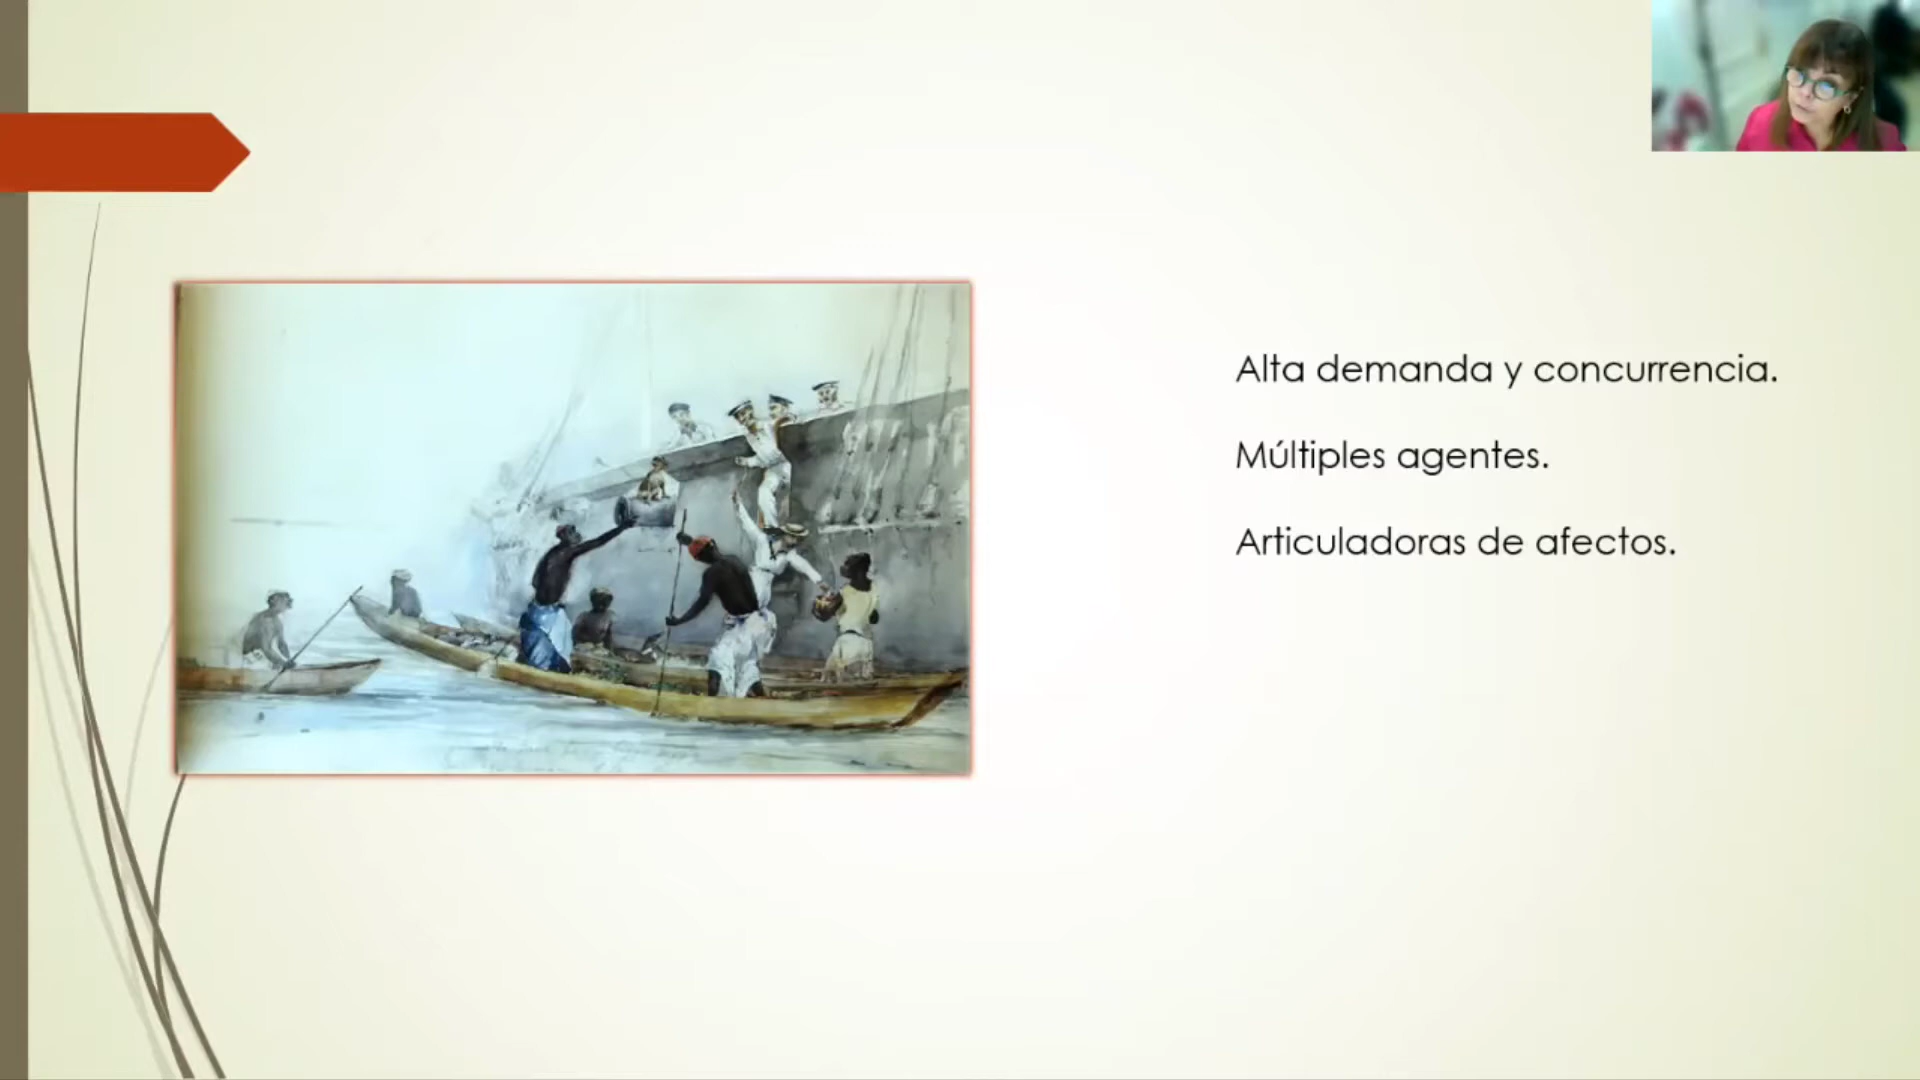 Alta demanda y concurrencia.
Múltiples agentes.
Articuladoras de afectos.